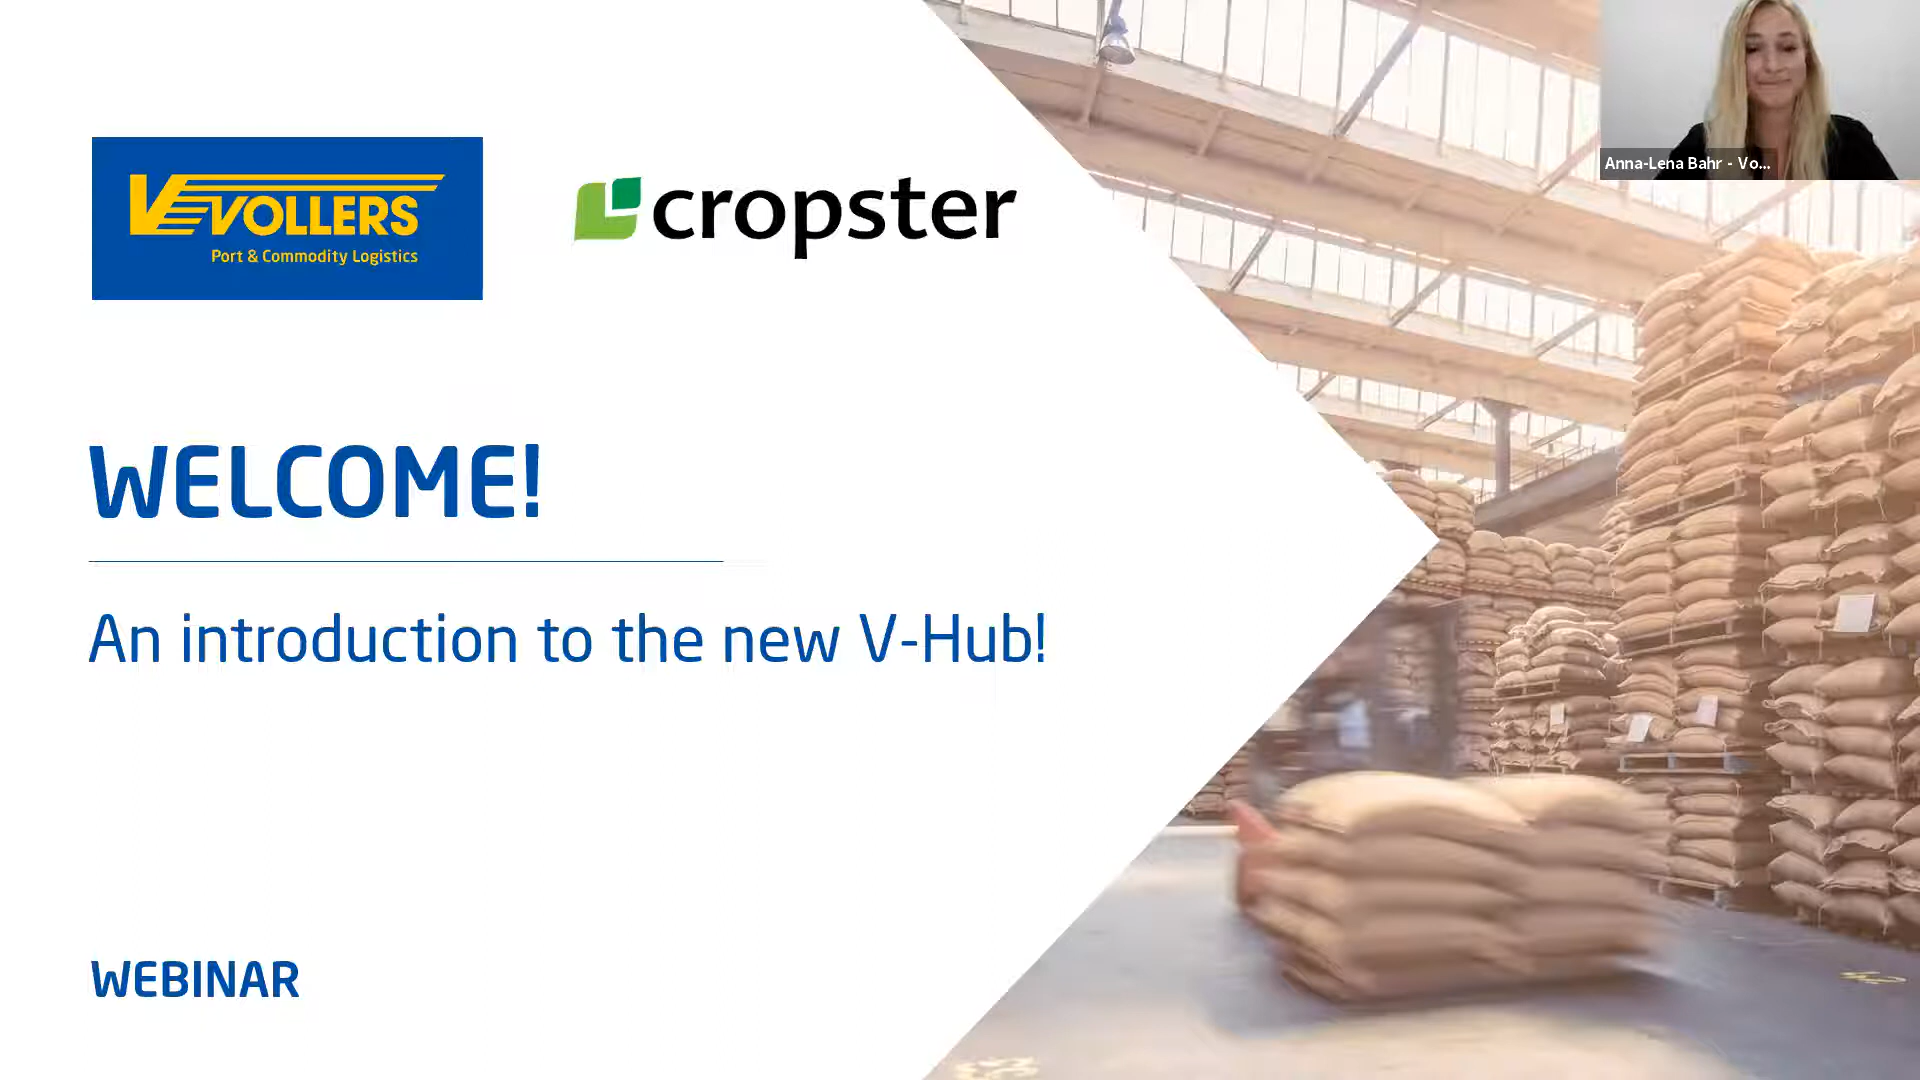 VOLLERS
Port & Commodity Logistics
cropster
Anna-Lena Bahr - Vo...
WELCOME!
An introduction to the new V-Hub!
WEBINAR